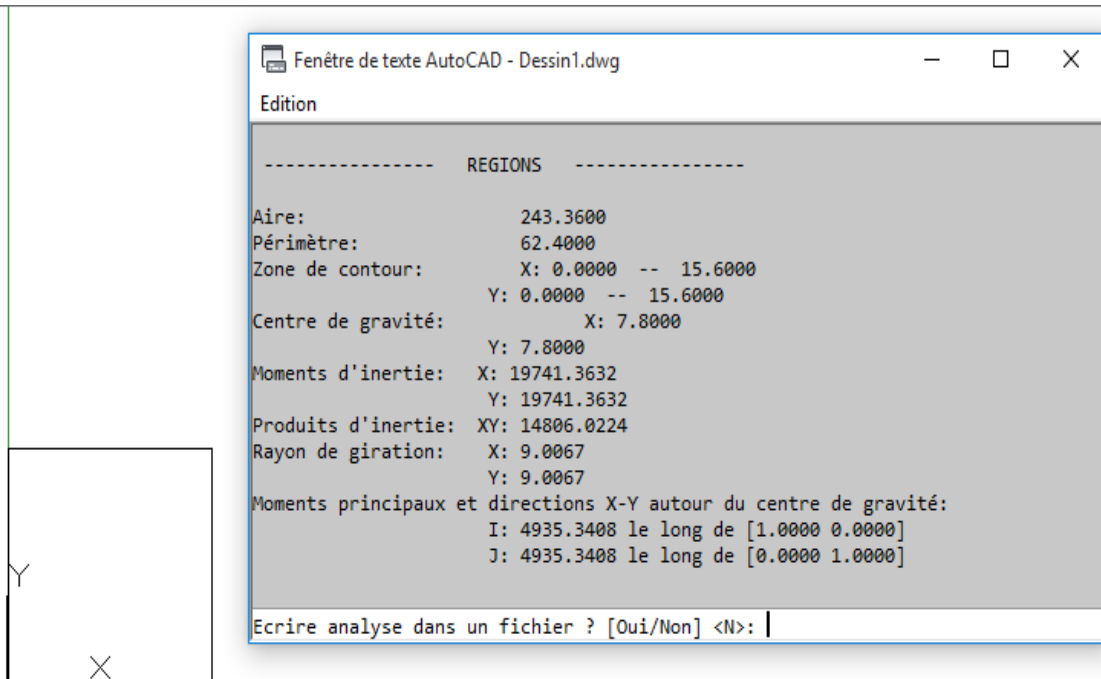 Fenêtre de texte AutoCAD - Dessin1.dwg
Edition
---------------- REGIONS ----------------
Aire: 243.3600
Périmètre: 62.4000
Zone de contour: X: 0.0000 -- 15.6000
Y: 0.0000 -- 15.6000
Centre de gravité: X: 7.8000
Y: 7.8000
Moments d'inertie: X: 19741.3632
Y: 19741.3632
Produits d'inertie: XY: 14806.0224
Rayon de giration: X: 9.0067
Y: 9.0067
Moments principaux et directions X-Y autour du centre de gravité:
I: 4935.3408 le long de [1.0000 0.0000]
J: 4935.3408 le long de [0.0000 1.0000]
Ecrire analyse dans un fichier ? [Oui/Non] <N>:
Y
X